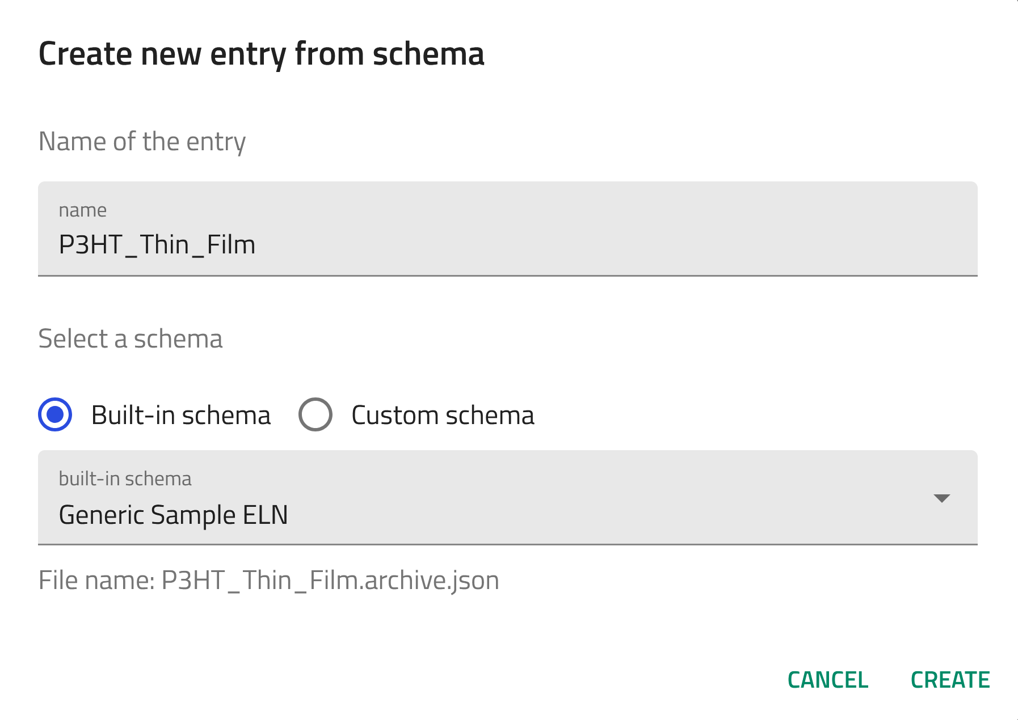 Create new entry from schema
Name of the entry
name
P3HT_Thin_Film
Select a schema
Built-in schema Custom schema
built-in schema
Generic Sample ELN
File name: P3HT_Thin_Film.archive.json
CANCEL CREATE